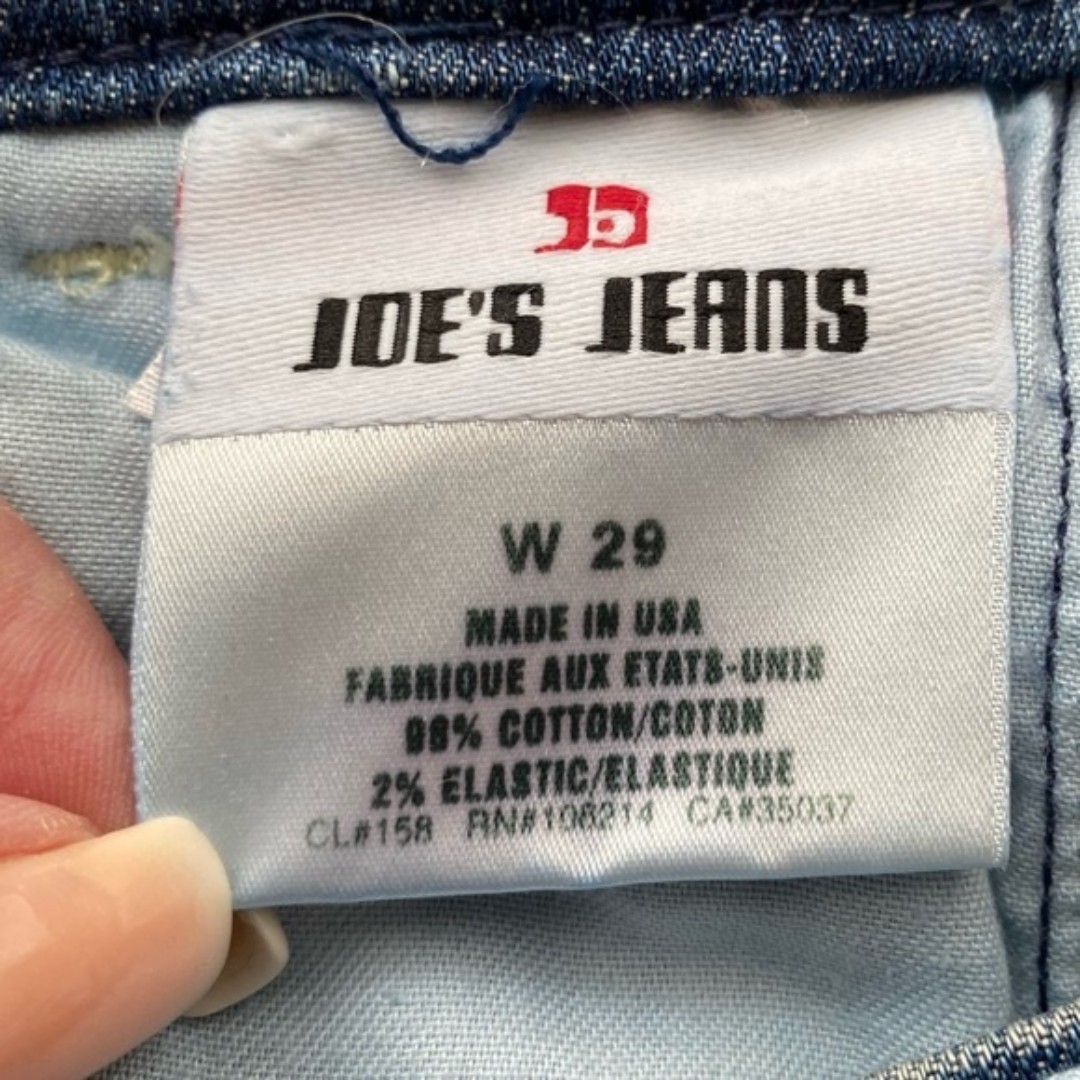 JOE'S JEANS
W 29
MADE IN USA
FABRIQUE AUX ETATS-UNIS
98% COTTON/COTON
2% ELASTIC/ELASTIQUE
CL#158 RN#106214 CA#35037